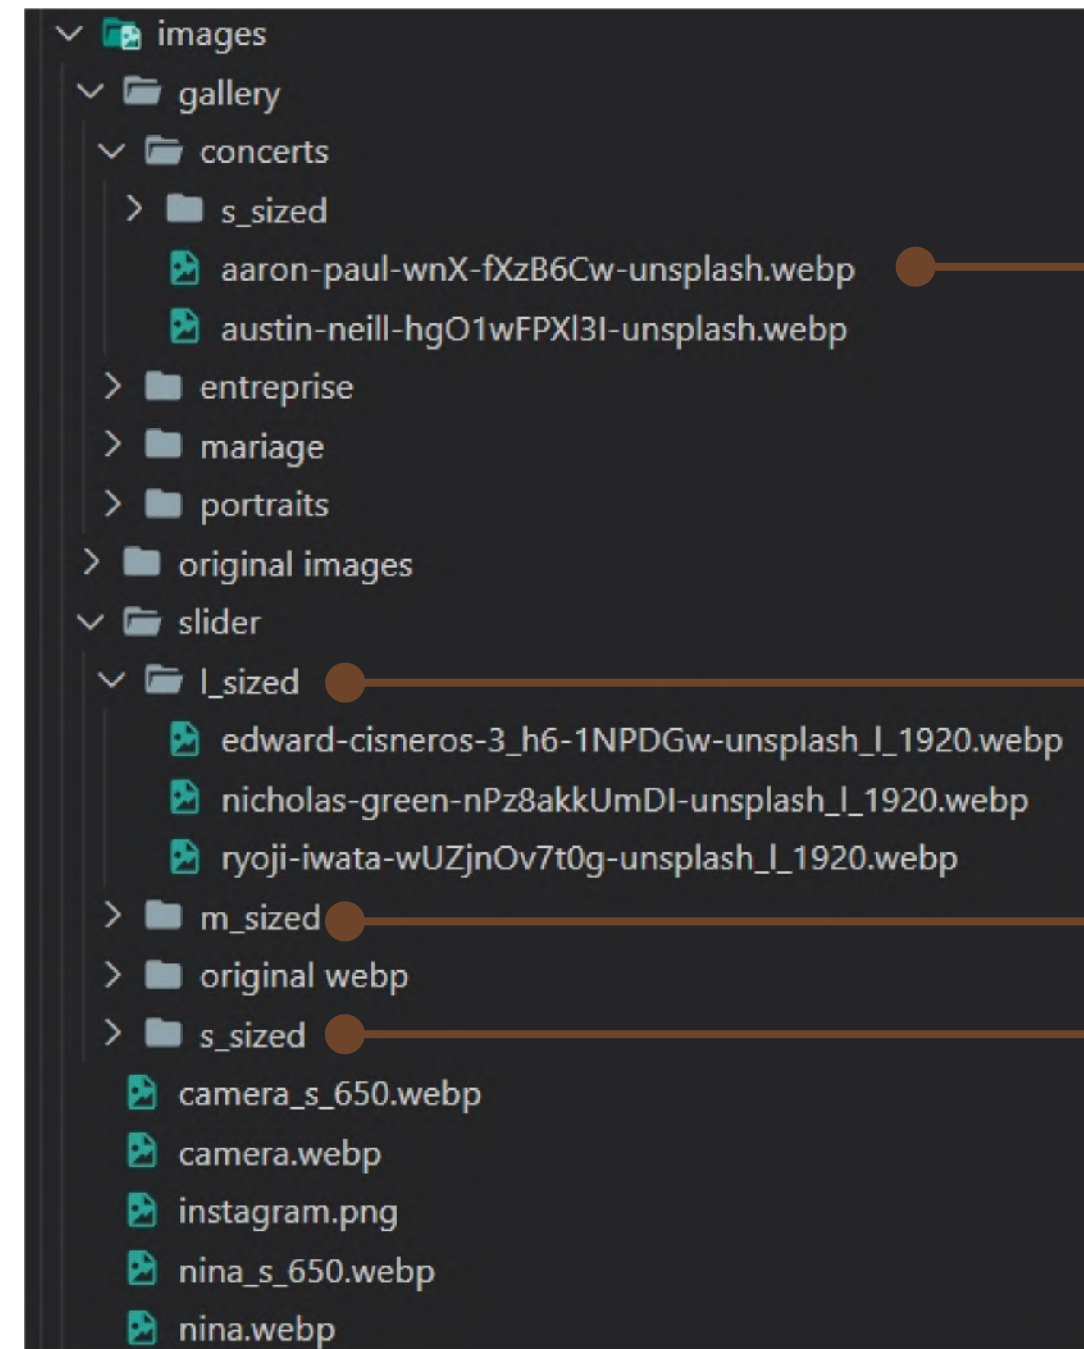 images
gallery
concerts
s_sized
aaron-paul-wnX-fXzB6Cw-unsplash.webp
austin-neill-hgO1wFPXl3I-unsplash.webp
entreprise
mariage
portraits
original images
slider
l_sized
edward-cisneros-3_h6-1NPDGw-unsplash_l_1920.webp
nicholas-green-nPz8akkUmDI-unsplash_l_1920.webp
ryoji-iwata-wUZjnOv7t0g-unsplash_l_1920.webp
m_sized
original webp
s_sized
camera_s_650.webp
camera.webp
instagram.png
nina_s_650.webp
nina.webp